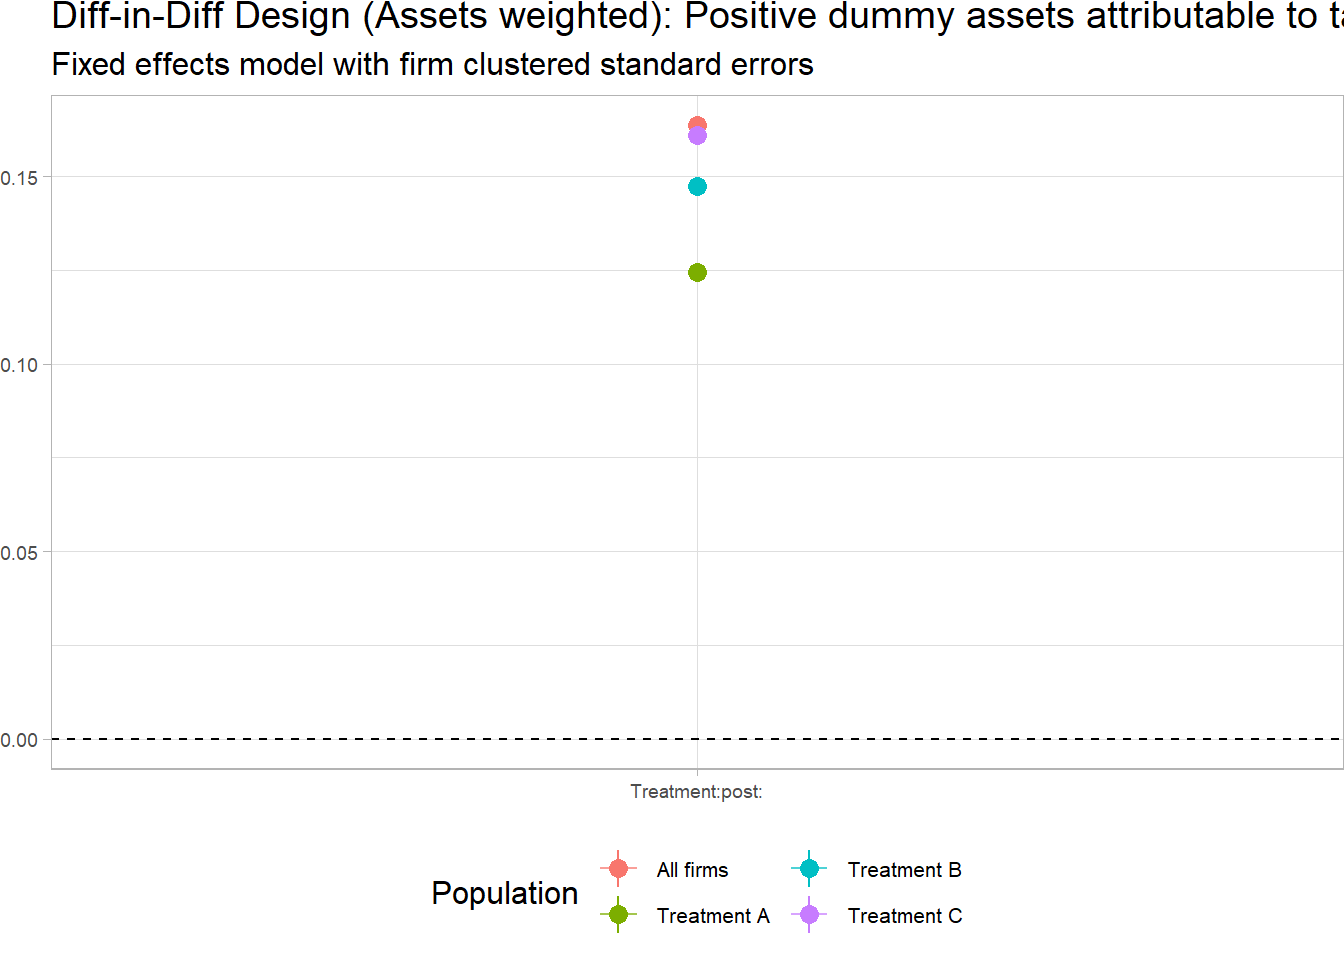 Diff-in-Diff Design (Assets weighted): Positive dummy assets attributable to
Fixed effects model with firm clustered standard errors
0.15
0.10
0.05
0.00
Treatment:post:
Population
All firms
Treatment B
Treatment A
Treatment C